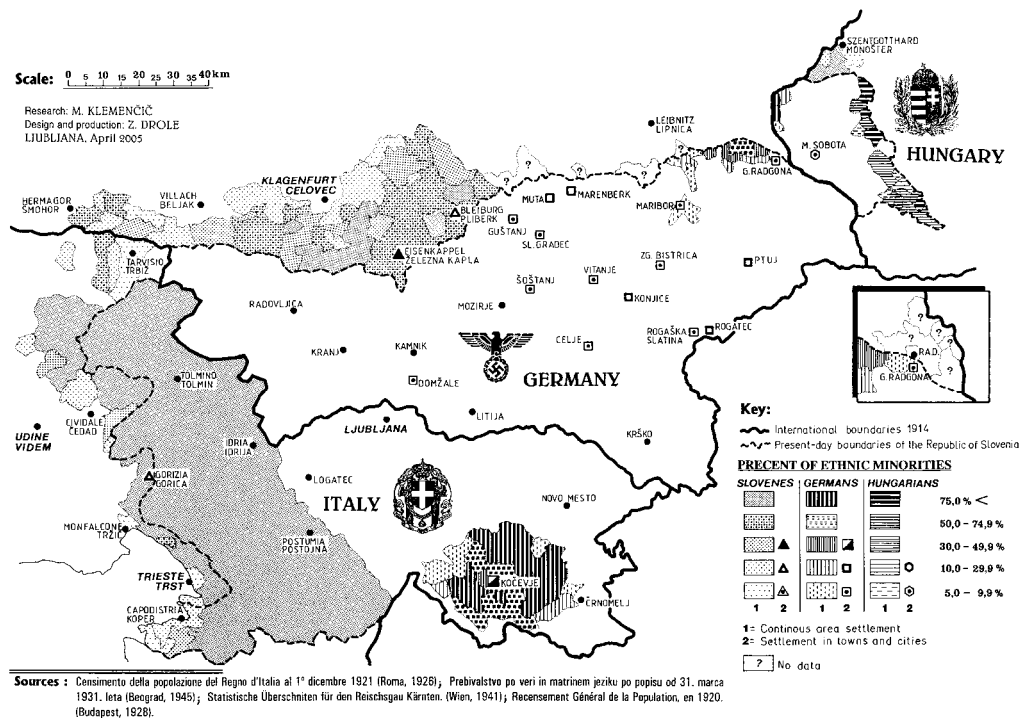 Scale: 0 5 10 20 30 35 40 km
Research: M. KLEMENČIČ
Design and production: Z. DROLE
LJUBLJANA, April 2005
SZENTGOTTHARD
MONOŠTER
HUNGARY
LEIBNITZ
LIPNICA
M. SOBOTA
G.RADGONA
KLAGENFURT
CELOVEC
VILLACH
BELJAK
HERMAGOR
ŠMOHOR
?
?
?
?
MUTA
MARENBERK
MARIBOR
BLEIBURG
PLIBERK
GUŠTANJ
SL. GRADEC
EISENKAPPEL
ŽELEZNA KAPLA
TARVISIO
TRBIŽ
ZG. BISTRICA
PTUJ
ŠOŠTANJ
VITANJE
KONJICE
RADOVLJICA
MOZIRJE
ROGAŠKA
SLATINA
ROGATEC
KRANJ
KAMNIK
CELJE
GERMANY
TOLMINO
TOLMIN
DOMŽALE
?
?
?
?
RAD.
G.RADGONA
CIVIDALE
ČEDAD
UDINE
VIDEM
LITIJA
LJUBLJANA
KRŠKO
IDRIA
IDRIJA
GORIZIA
GORICA
LOGATEC
ITALY
NOVO MESTO
MONFALCONE
TRŽIČ
POSTUMIA
POSTOJNA
TRIESTE
TRST
KOČEVJE
CAPODISTRIA
KOPER
ČRNOMELJ
Key:
International boundaries 1914
Present-day boundaries of the Republic of Slovenia
PRECENT OF ETHNIC MINORITIES
SLOVENES GERMANS HUNGARIANS
75,0 % <
50,0 - 74,9 %
30,0 - 49,9 %
10,0 - 29,9 %
5,0 - 9,9 %
1 2 1 2 1 2
1= Continous area settlement
2= Settlement in towns and cities
? No data
Sources : Censimento della popolazione del Regno d'Italia al 1° dicembre 1921 (Roma, 1926); Prebivalstvo po veri in matrinem jeziku po popisu od 31. marca
1931. leta (Beograd, 1945); Statistische Überschniten für den Reischsgau Kärnten. (Wien, 1941); Recensement Général de la Population, en 1920.
(Budapest, 1928).